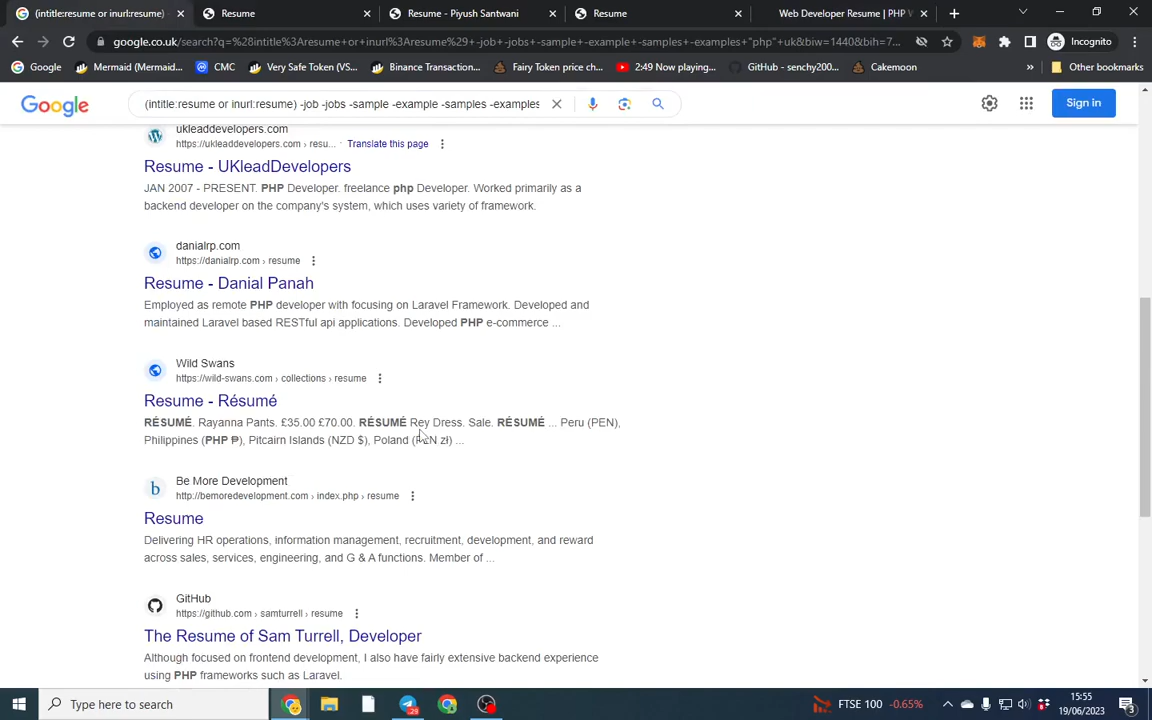 (intitle:resume or inurl:resume) -
Resume
Resume - Piyush Santwani
Resume
Web Developer Resume | PHP
google.co.uk/search?q=%28intitle%3Aresume+or+inurl%3Aresume%29+-job+-jobs+-sample+-example+-samples+-examples+"php"+uk&biw=1440&bih=7...
Incognito
Google
Mermaid (Mermaid...
CMC
Very Safe Token (VS...
Binance Transaction...
Fairy Token price ch...
2:49 Now playing...
GitHub - senchy200...
Cakemoon
»
Other bookmarks
Google
(intitle:resume or inurl:resume) -job -jobs -sample -example -samples -examples
Sign in
ukleaddevelopers.com
https://ukleaddevelopers.com › resu... · Translate this page
Resume - UKleadDevelopers
JAN 2007 - PRESENT. PHP Developer. freelance php Developer. Worked primarily as a
backend developer on the company's system, which uses variety of framework.
danialrp.com
https://danialrp.com › resume
Resume - Danial Panah
Employed as remote PHP developer with focusing on Laravel Framework. Developed and
maintained Laravel based RESTful api applications. Developed PHP e-commerce ...
Wild Swans
https://wild-swans.com › collections › resume
Resume - Résumé
RÉSUMÉ. Rayanna Pants. £35.00 £70.00. RÉSUMÉ Rey Dress. Sale. RÉSUMÉ ... Peru (PEN),
Philippines (PHP ₱), Pitcairn Islands (NZD $), Poland (PLN zł) ...
Be More Development
http://bemoredevelopment.com › index.php › resume
Resume
Delivering HR operations, information management, recruitment, development, and reward
across sales, services, engineering, and G & A functions. Member of ...
GitHub
https://github.com › samturrell › resume
The Resume of Sam Turrell, Developer
Although focused on frontend development, I also have fairly extensive backend experience
using PHP frameworks such as Laravel.
Type here to search
29
FTSE 100 -0.65%
15:55
19/06/2023
3